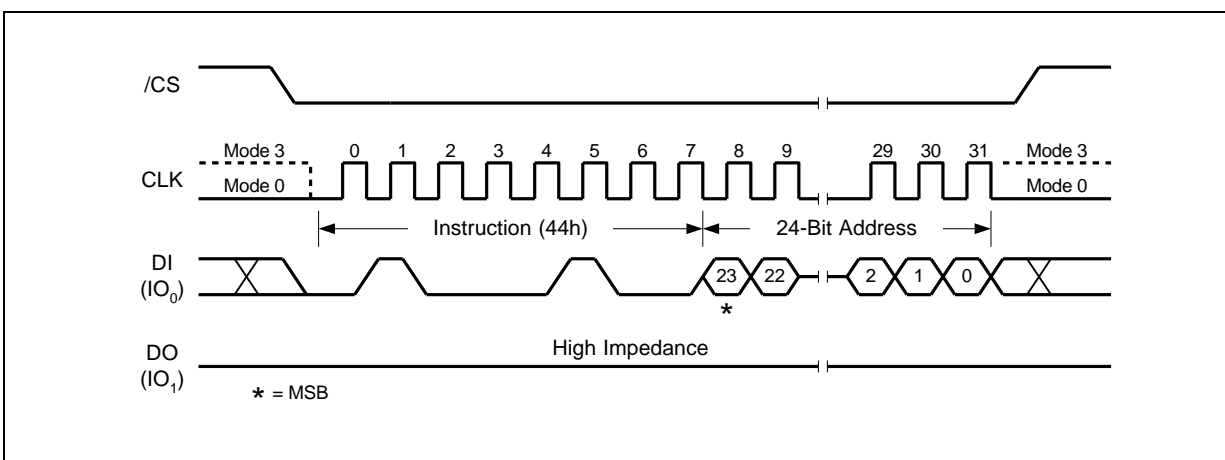 /CS
Mode 3 0 1 2 3 4 5 6 7 8 9 29 30 31 Mode 3
CLK Mode 0 Mode 0
Instruction (44h) 24-Bit Address
DI
(IO0) 23 22 2 1 0
*
High Impedance
DO
(IO1)
* = MSB